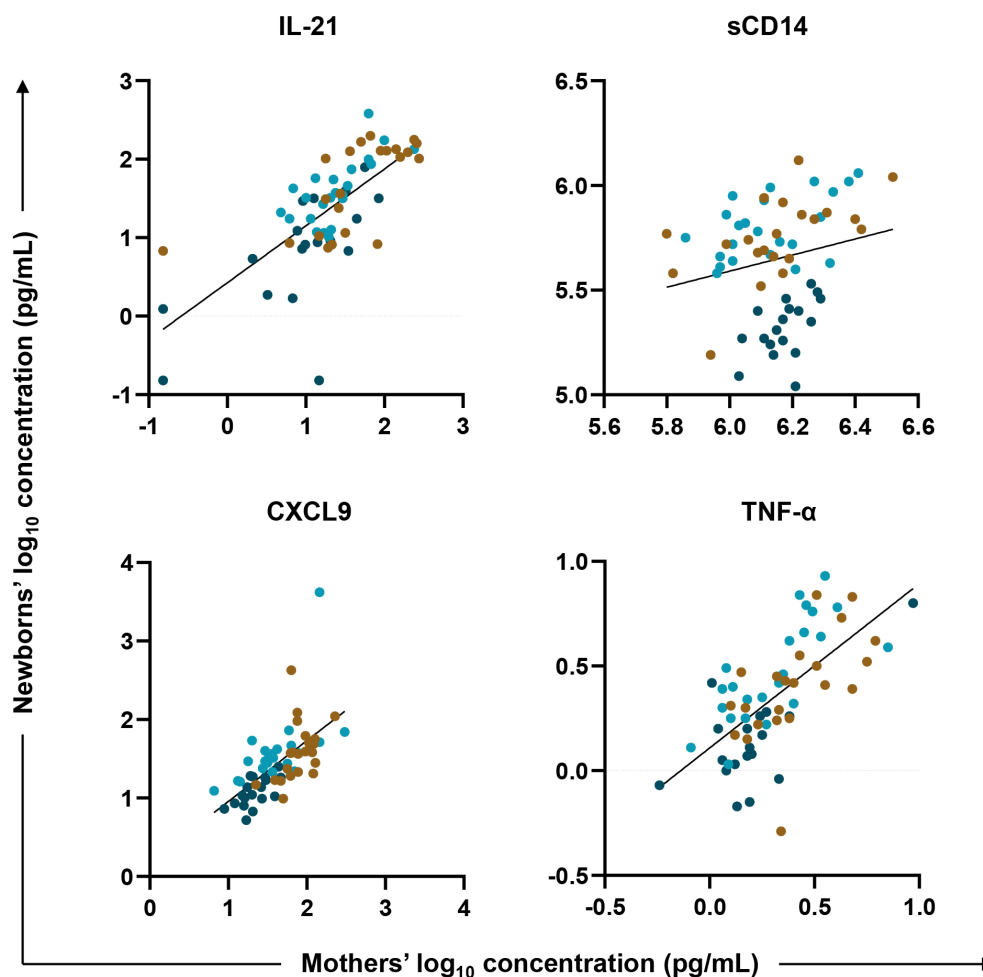 IL-21
sCD14
3
2
1
0
-1
-1 0 1 2 3
6.5
6.0
5.5
5.0
5.6 5.8 6.0 6.2 6.4 6.6
CXCL9
TNF-α
4
3
2
1
0
0 1 2 3 4
1.0
0.5
0.0
-0.5
-0.5 0.0 0.5 1.0
Newborns’ log₁₀ concentration (pg/mL)
Mothers’ log₁₀ concentration (pg/mL)